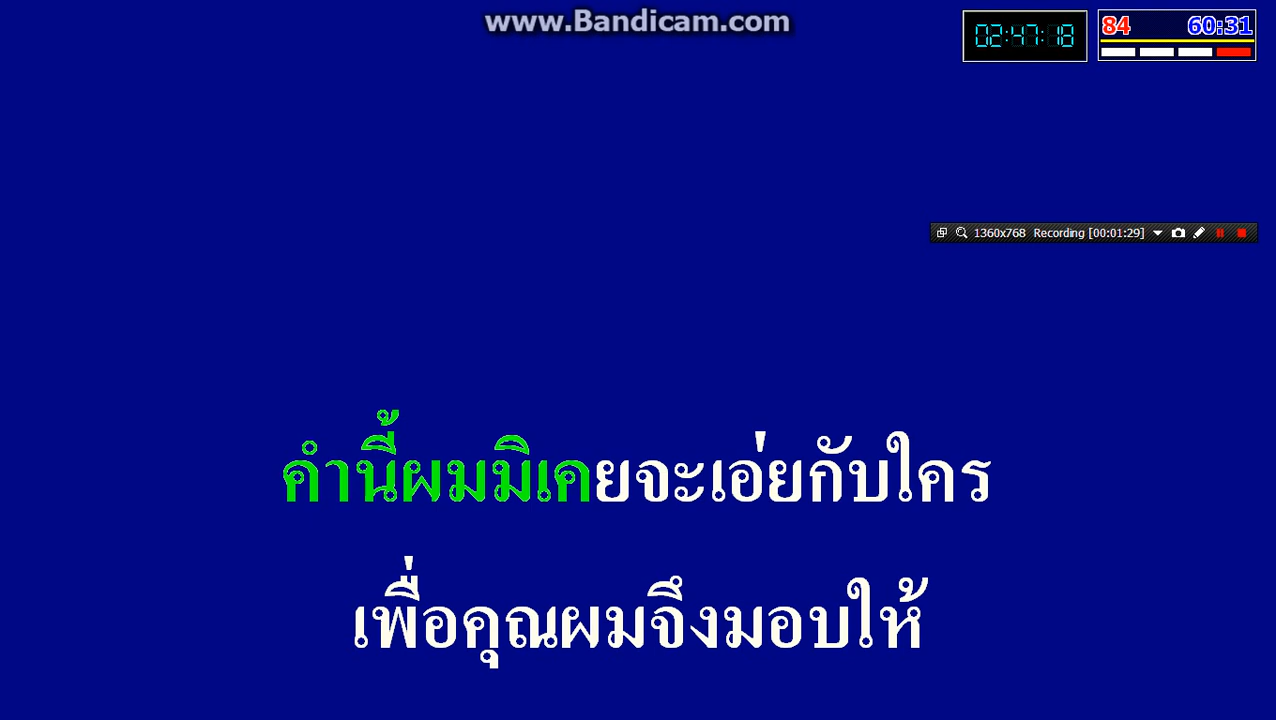 www.Bandicam.com
02:47:18
84 60:31
1360x768 Recording [00:01:29]
คำนี้ผมมิเคยจะเอ่ยกับใคร
เพื่อคุณผมจึงมอบให้